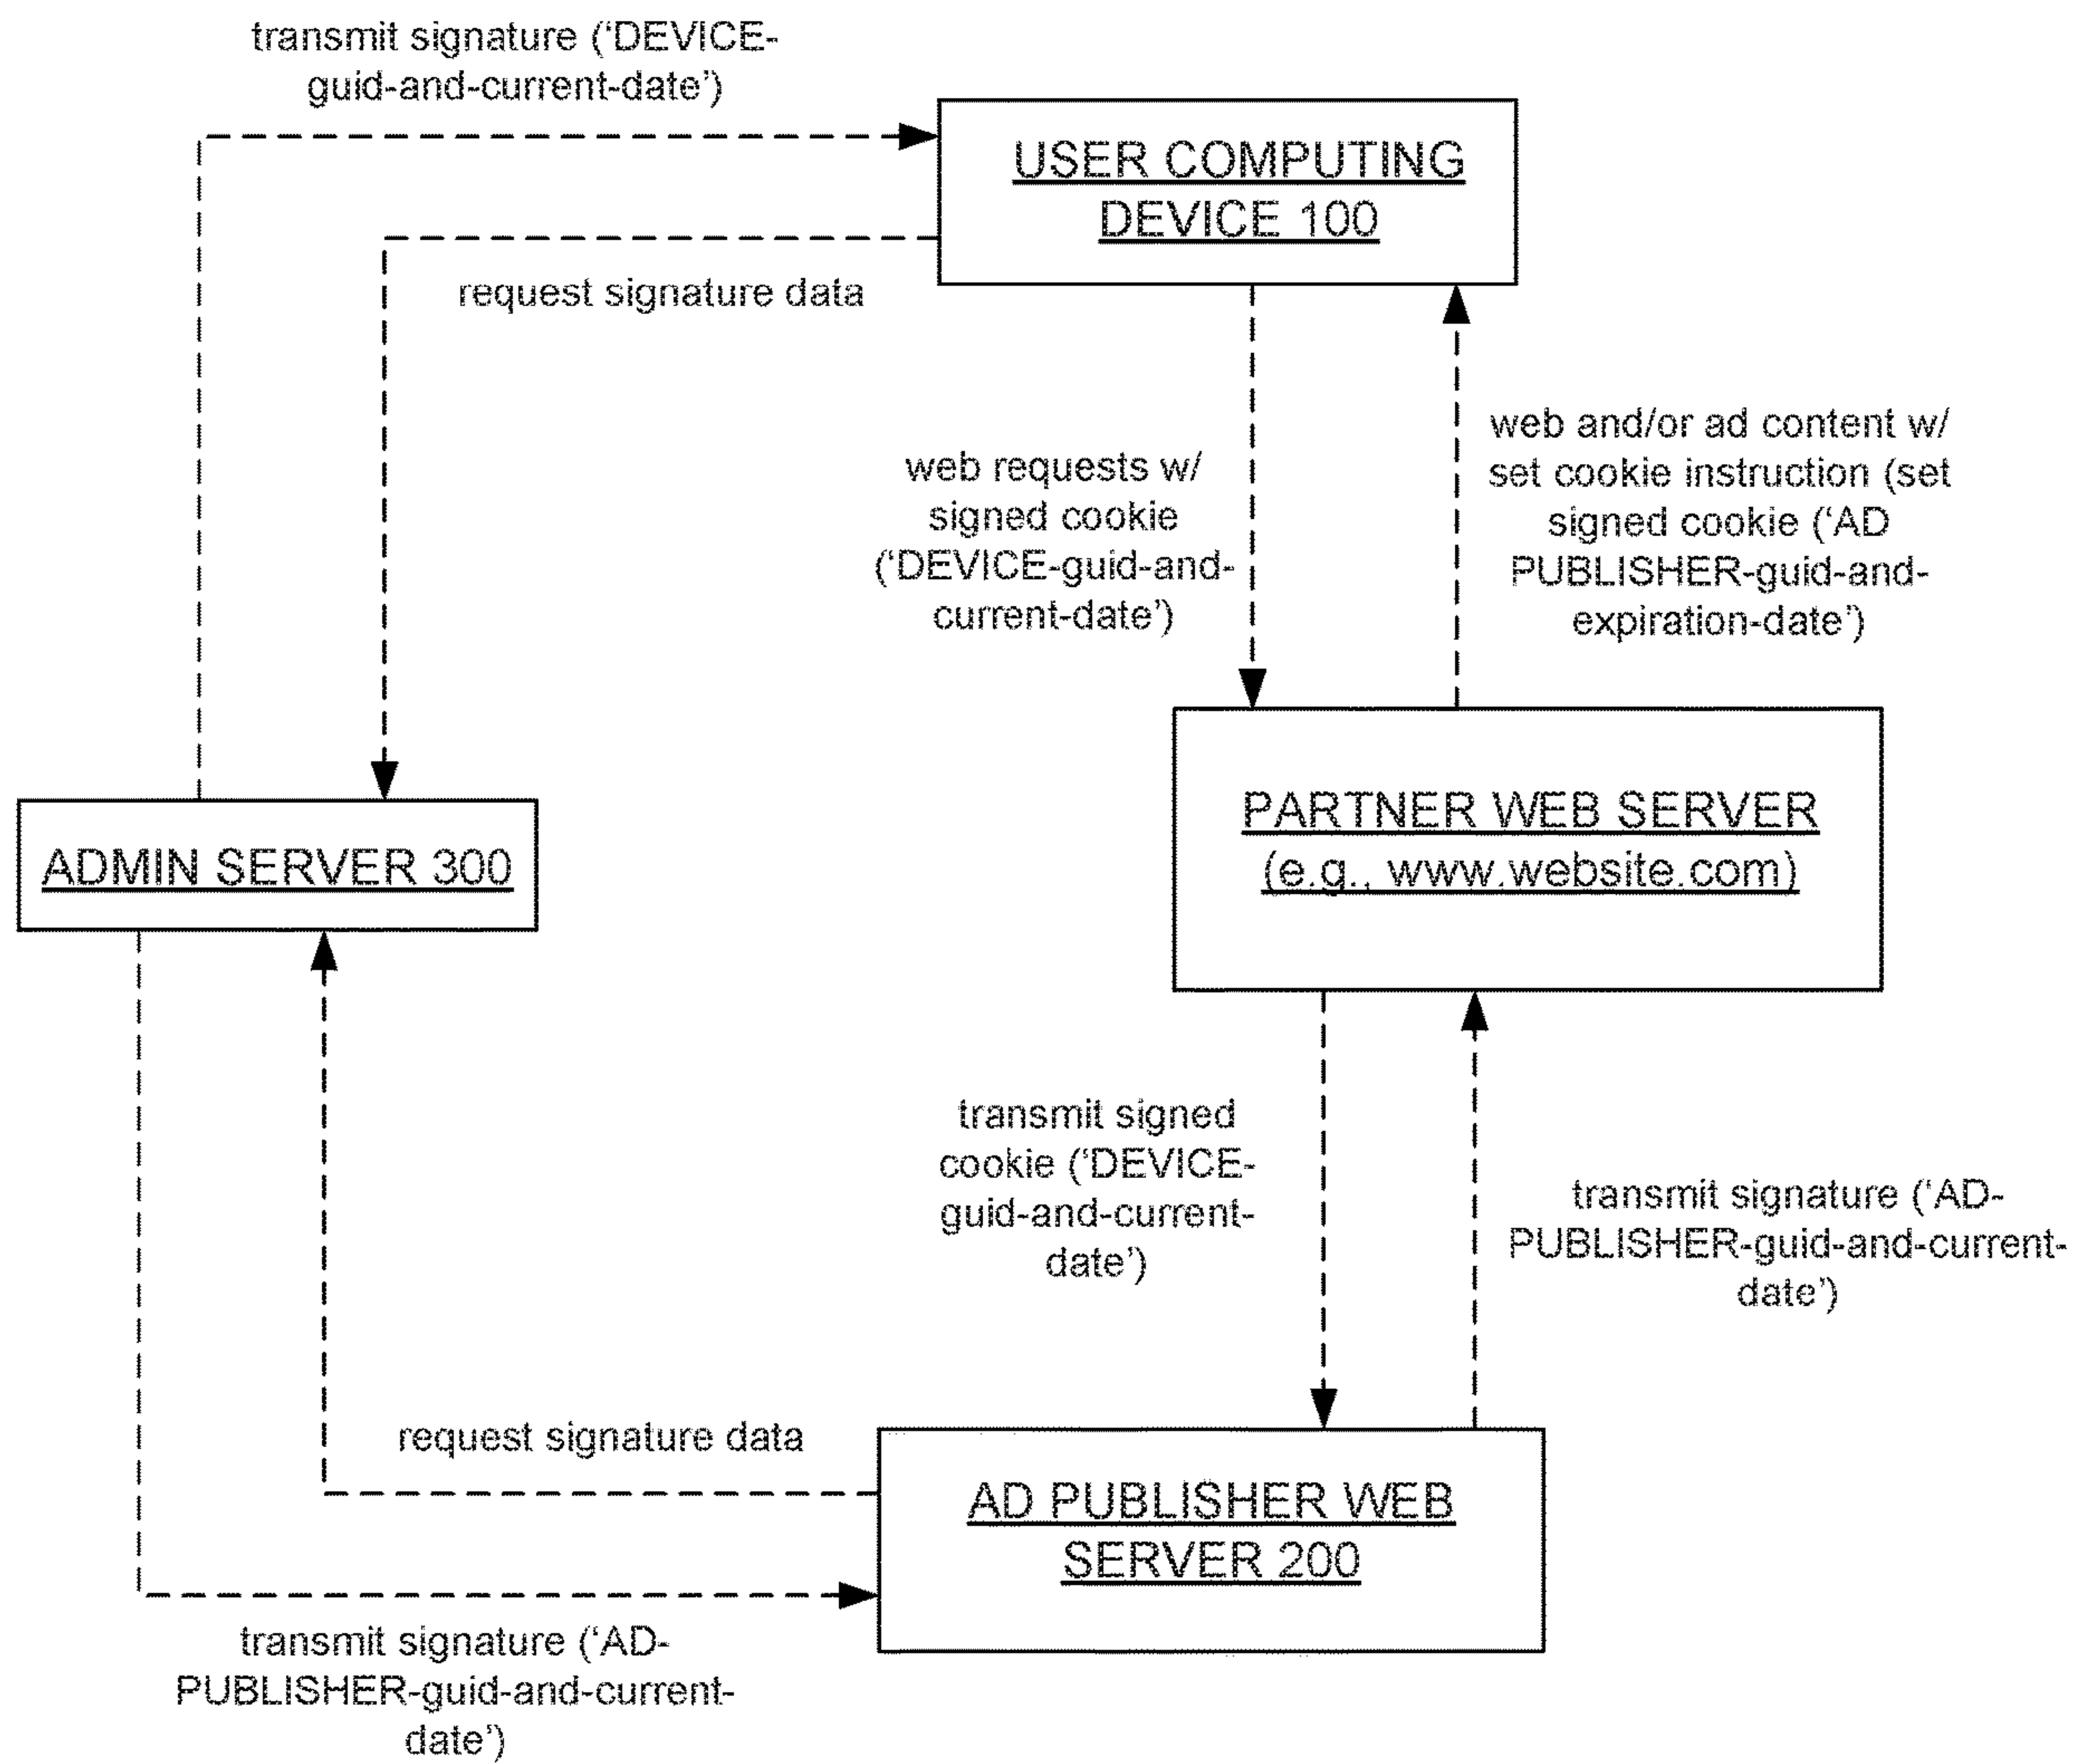 transmit signature (‘DEVICE-
guid-and-current-date’)
USER COMPUTING
DEVICE 100
request signature data
web requests w/
signed cookie
(‘DEVICE-guid-and-
current-date’)
web and/or ad content w/
set cookie instruction (set
signed cookie (‘AD
PUBLISHER-guid-and-
expiration-date’)
ADMIN SERVER 300
PARTNER WEB SERVER
(e.g., www.website.com)
transmit signed
cookie (‘DEVICE-
guid-and-current-
date’)
transmit signature (‘AD-
PUBLISHER-guid-and-current-
date’)
request signature data
AD PUBLISHER WEB
SERVER 200
transmit signature (‘AD-
PUBLISHER-guid-and-current-
date’)